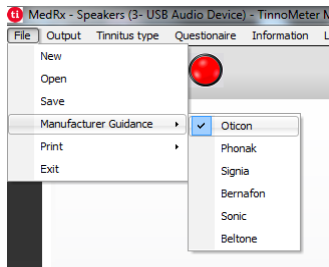 ti MedRx - Speakers (3- USB Audio Device) - TinnoMeter
File Output Tinnitus type Questionaire Information
New
Open
Save
Manufacturer Guidance
Print
Exit
Oticon
Phonak
Signia
Bernafon
Sonic
Beltone